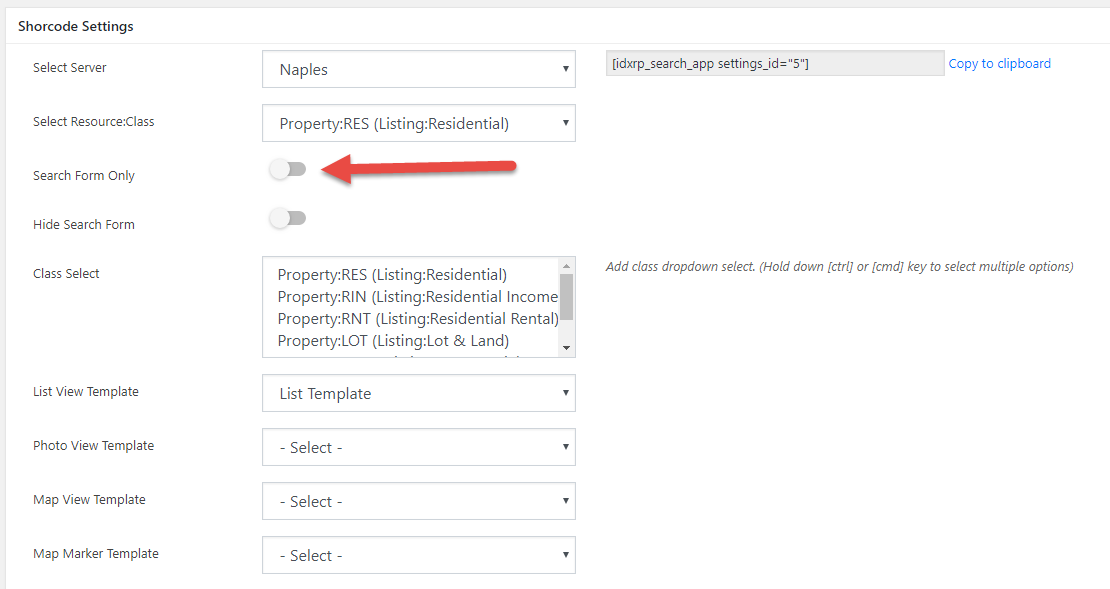 Shorcode Settings
Select Server
Naples
[idxrp_search_app settings_id="5"]
Copy to clipboard
Select Resource:Class
Property:RES (Listing:Residential)
Search Form Only
Hide Search Form
Class Select
Property:RES (Listing:Residential)
Property:RIN (Listing:Residential Income
Property:RNT (Listing:Residential Rental)
Property:LOT (Listing:Lot & Land)
Add class dropdown select. (Hold down [ctrl] or [cmd] key to select multiple options)
List View Template
List Template
Photo View Template
- Select -
Map View Template
- Select -
Map Marker Template
- Select -